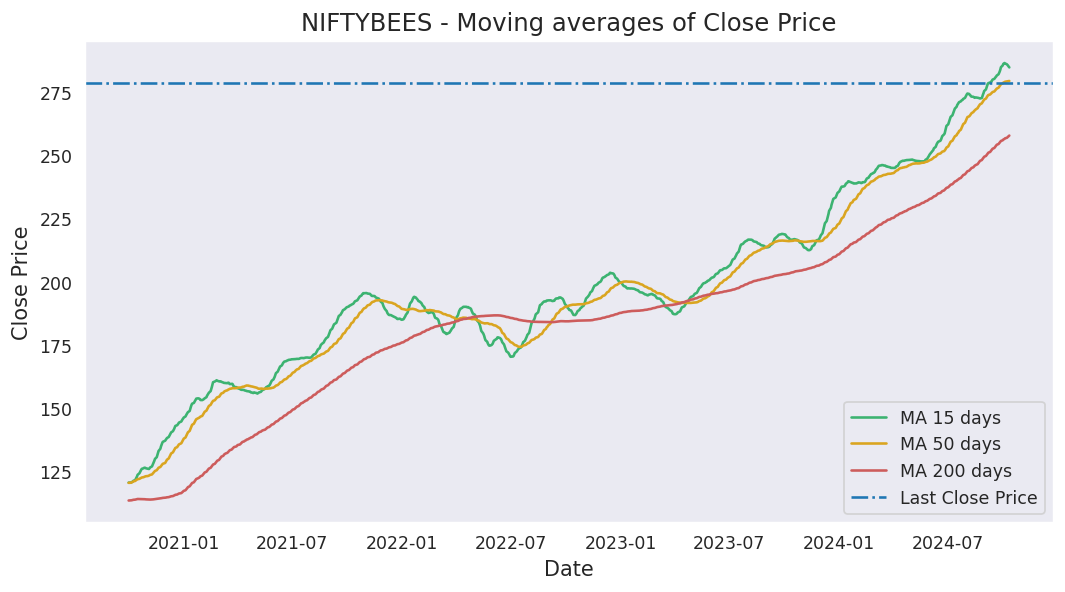 NIFTYBEES - Moving averages of Close Price
Close Price
275
250
225
200
175
150
125
2021-01
2021-07
2022-01
2022-07
2023-01
2023-07
2024-01
2024-07
Date
MA 15 days
MA 50 days
MA 200 days
Last Close Price